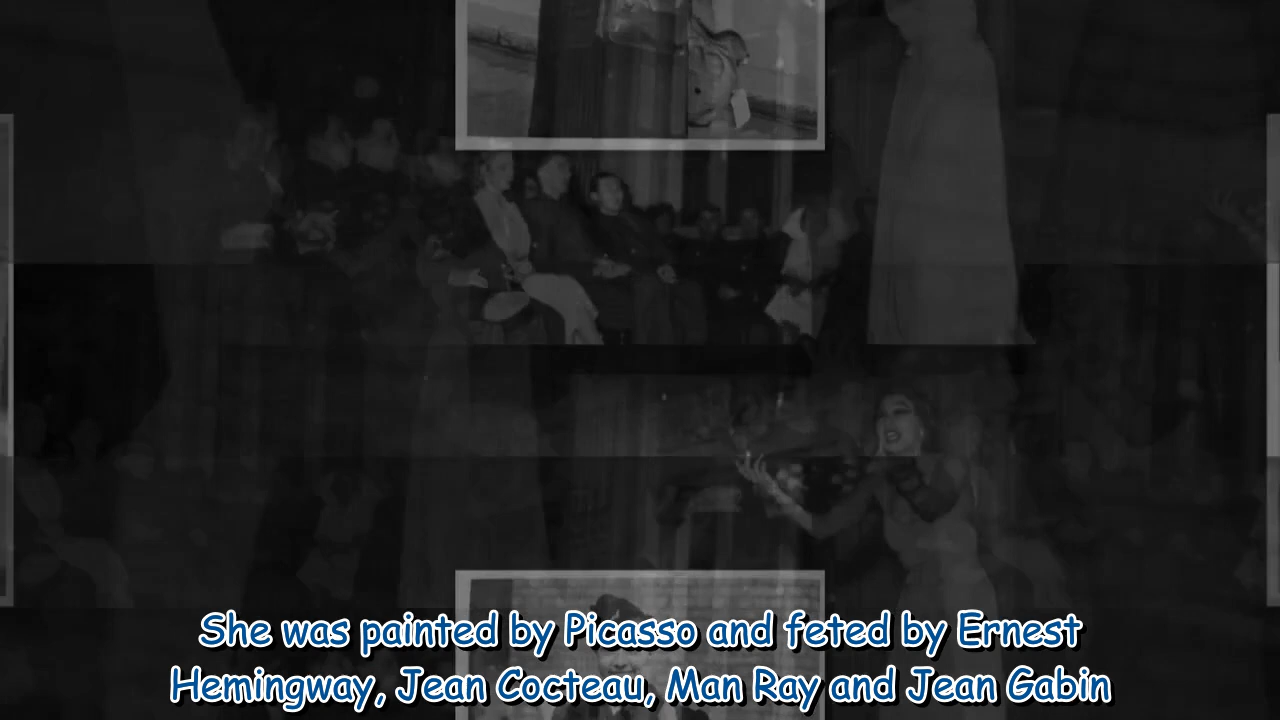 She was painted by Picasso and feted by Ernest
Hemingway, Jean Cocteau, Man Ray and Jean Gabin